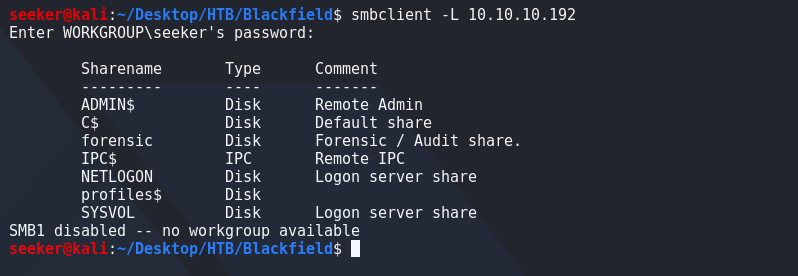 seeker@kali:~/Desktop/HTB/Blackfield$ smbclient -L 10.10.10.192
Enter WORKGROUP\seeker's password:
Sharename Type Comment
--------- ---- -------
ADMIN$ Disk Remote Admin
C$ Disk Default share
forensic Disk Forensic / Audit share.
IPC$ IPC Remote IPC
NETLOGON Disk Logon server share
profiles$ Disk
SYSVOL Disk Logon server share
SMB1 disabled -- no workgroup available
seeker@kali:~/Desktop/HTB/Blackfield$